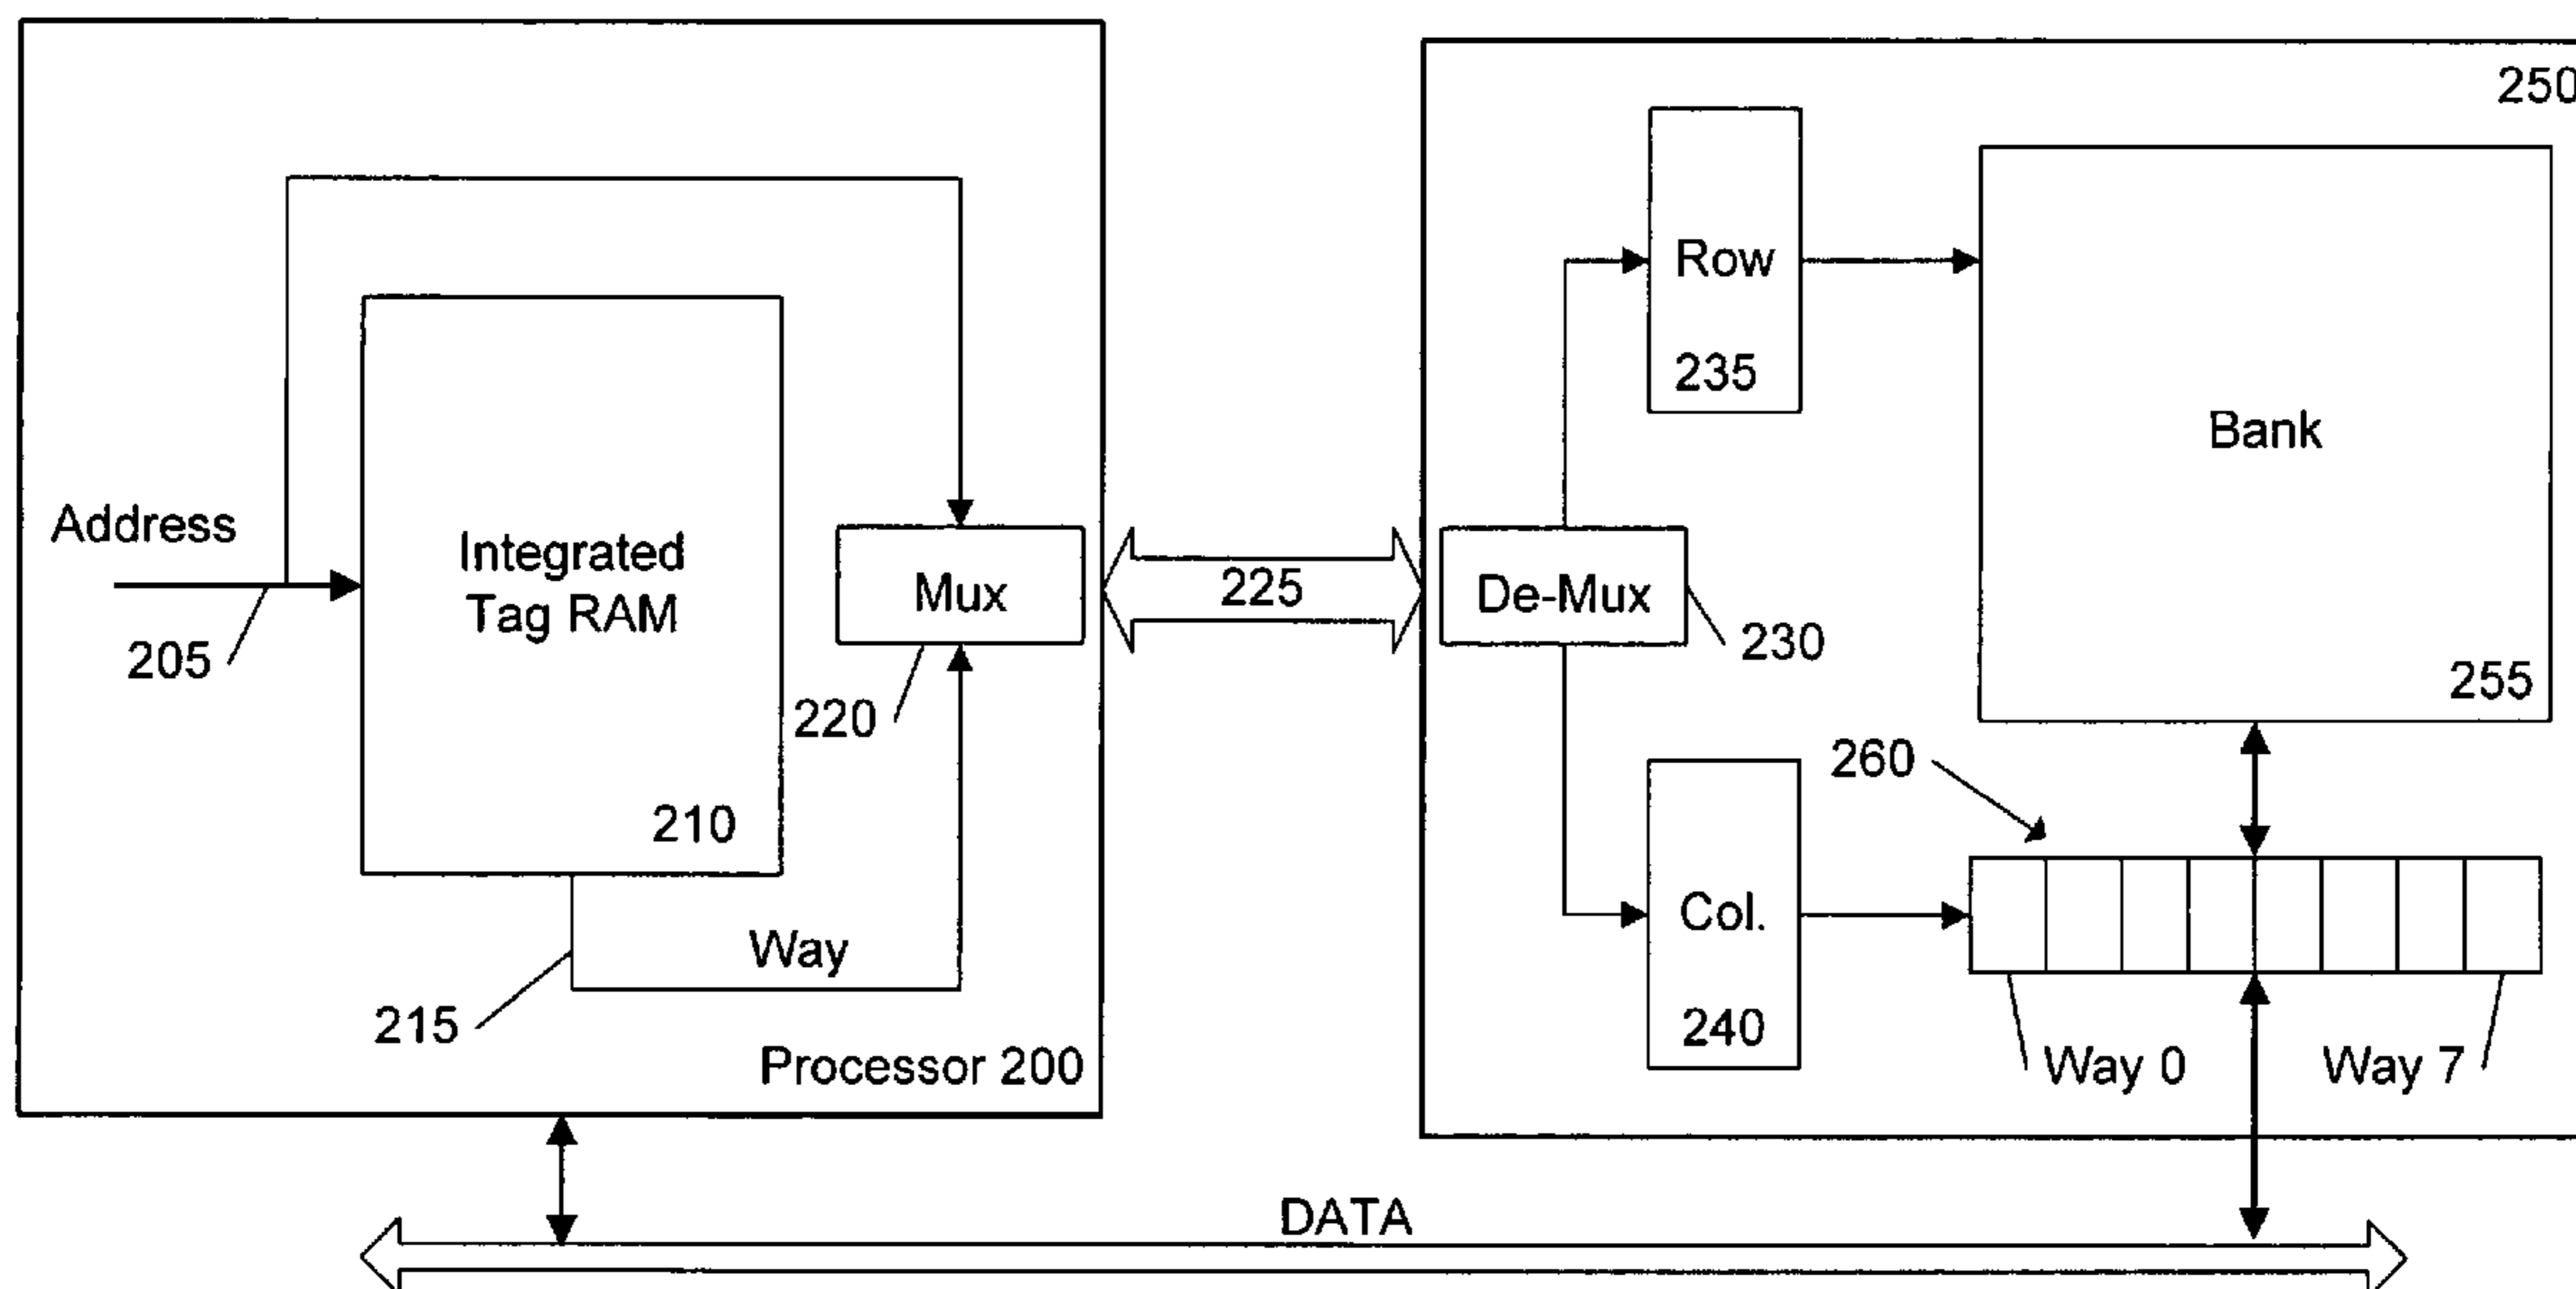 Address
205
Integrated
Tag RAM
210
Mux
220
Way
215
Processor 200
225
250
Row
235
Bank
255
De-Mux
230
260
Col.
240
Way 0
Way 7
DATA